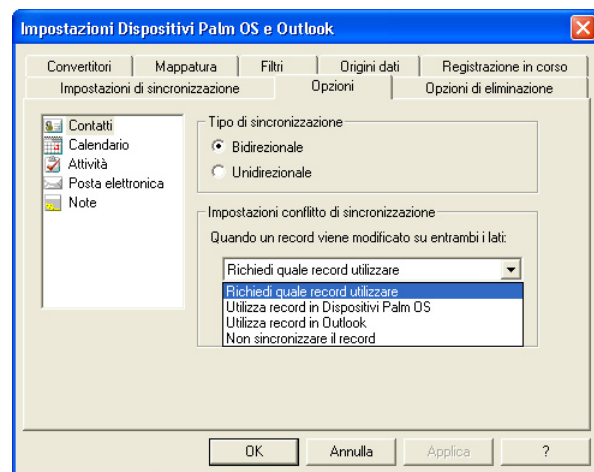 Impostazioni Dispositivi Palm OS e Outlook
Convertitori Mappatura Filtri Origini dati Registrazione in corso
Impostazioni di sincronizzazione Opzioni Opzioni di eliminazione
Contatti
Calendario
Attività
Posta elettronica
Note
Tipo di sincronizzazione
Bidirezionale
Unidirezionale
Impostazioni conflitto di sincronizzazione
Quando un record viene modificato su entrambi i lati:
Richiedi quale record utilizzare
Richiedi quale record utilizzare
Utilizza record in Dispositivi Palm OS
Utilizza record in Outlook
Non sincronizzare il record
OK Annulla Applica ?